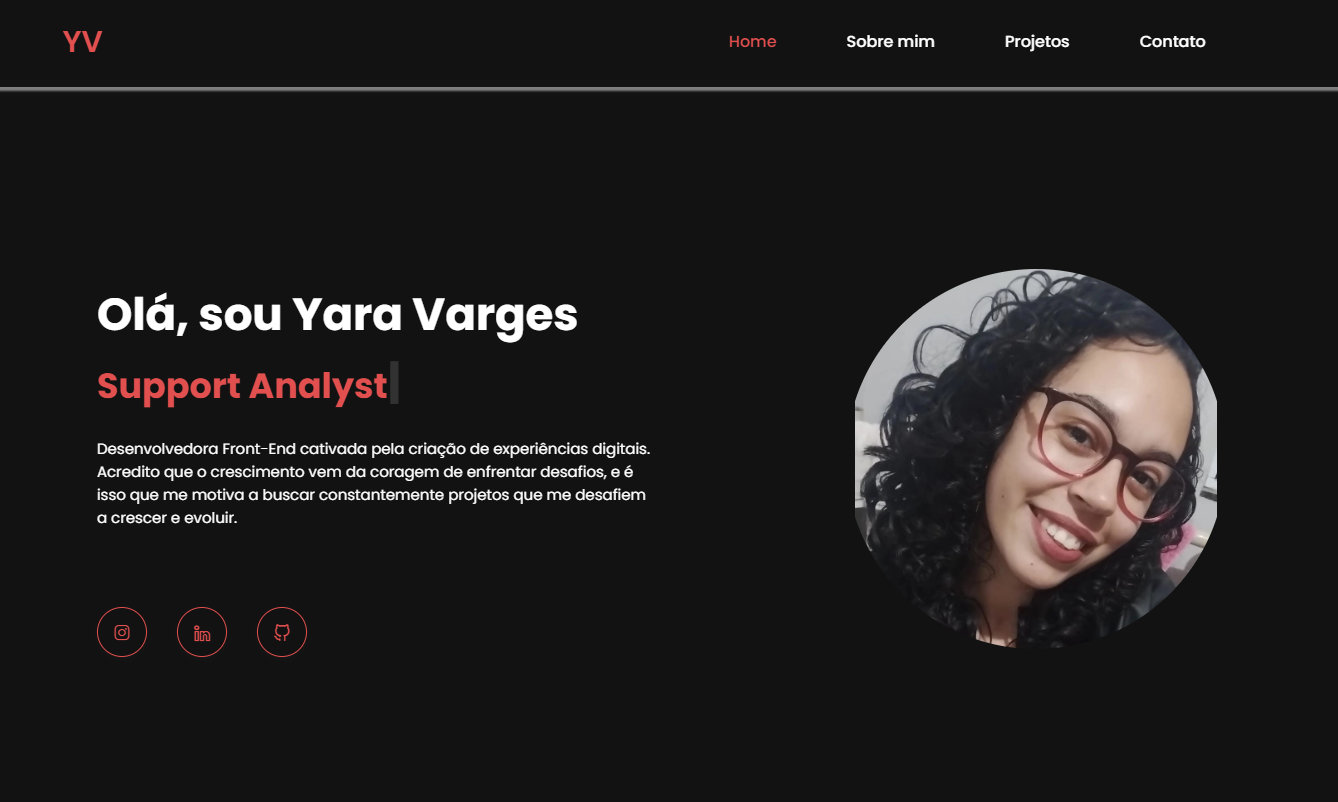 YV
Home
Sobre mim
Projetos
Contato
Olá, sou Yara Varges
Support Analyst
Desenvolvedora Front-End cativada pela criação de experiências digitais.
Acredito que o crescimento vem da coragem de enfrentar desafios, e é
isso que me motiva a buscar constantemente projetos que me desafiem
a crescer e evoluir.